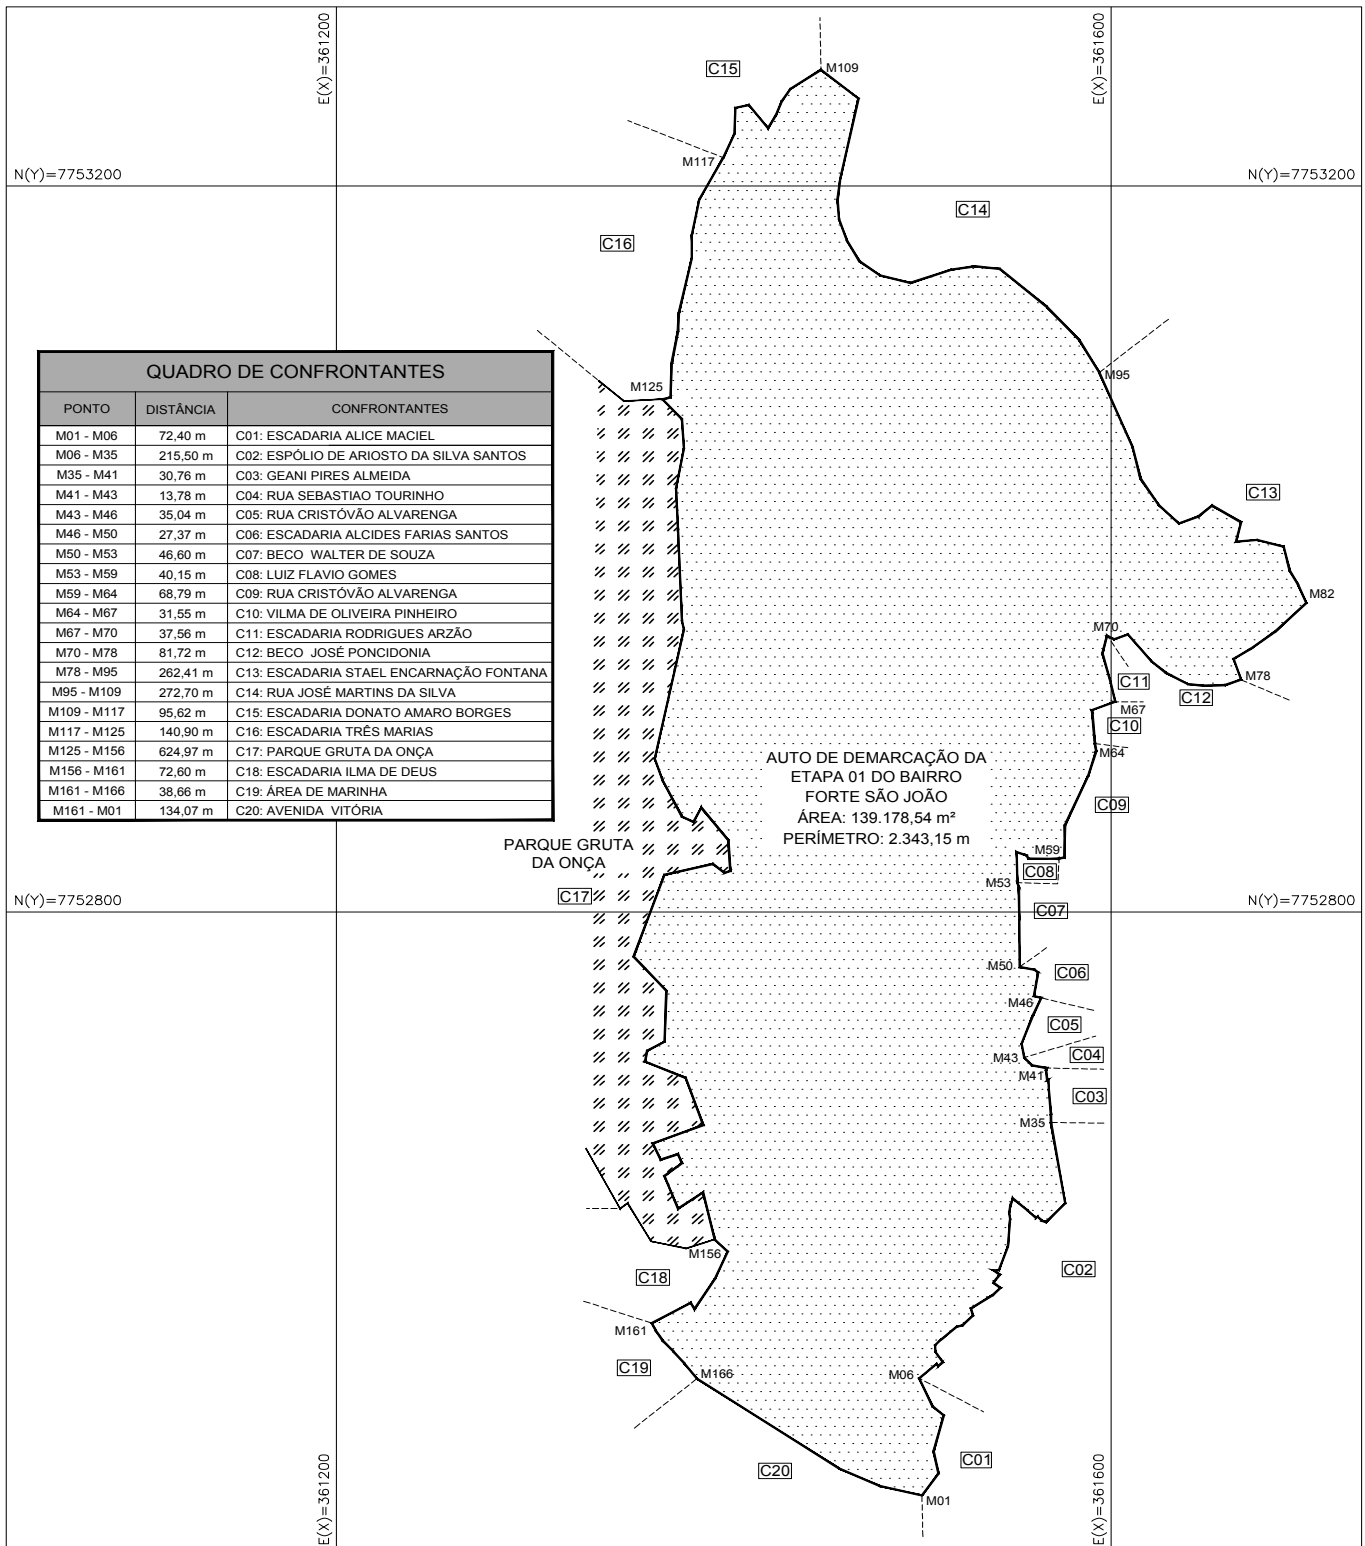 E(X)=361200
E(X)=361600
C15
M109
M117
N(Y)=7753200
N(Y)=7753200
C14
C16
QUADRO DE CONFRONTANTES
PONTO DISTÂNCIA CONFRONTANTES
M01 - M06 72,40 m C01: ESCADARIA ALICE MACIEL
M06 - M35 215,50 m C02: ESPÓLIO DE ARIOSTO DA SILVA SANTOS
M35 - M41 30,76 m C03: GEANI PIRES ALMEIDA
M41 - M43 13,78 m C04: RUA SEBASTIAO TOURINHO
M43 - M46 35,04 m C05: RUA CRISTÓVÃO ALVARENGA
M46 - M50 27,37 m C06: ESCADARIA ALCIDES FARIAS SANTOS
M50 - M53 46,60 m C07: BECO WALTER DE SOUZA
M53 - M59 40,15 m C08: LUIZ FLAVIO GOMES
M59 - M64 68,79 m C09: RUA CRISTÓVÃO ALVARENGA
M64 - M67 31,55 m C10: VILMA DE OLIVEIRA PINHEIRO
M67 - M70 37,56 m C11: ESCADARIA RODRIGUES ARZÃO
M70 - M78 81,72 m C12: BECO JOSÉ PONCIDONIA
M78 - M95 262,41 m C13: ESCADARIA STAEL ENCARNAÇÃO FONTANA
M95 - M109 272,70 m C14: RUA JOSÉ MARTINS DA SILVA
M109 - M117 95,62 m C15: ESCADARIA DONATO AMARO BORGES
M117 - M125 140,90 m C16: ESCADARIA TRÊS MARIAS
M125 - M156 624,97 m C17: PARQUE GRUTA DA ONÇA
M156 - M161 72,60 m C18: ESCADARIA ILMA DE DEUS
M161 - M166 38,66 m C19: ÁREA DE MARINHA
M161 - M01 134,07 m C20: AVENIDA VITÓRIA
M125
M95
C13
M82
M70
C11
M78
C12
M67
C10
M64
AUTO DE DEMARCAÇÃO DA
ETAPA 01 DO BAIRRO
FORTE SÃO JOÃO
ÁREA: 139.178,54 m²
PERÍMETRO: 2.343,15 m
C09
PARQUE GRUTA
DA ONÇA
M59
C08
M53
C17
N(Y)=7752800
N(Y)=7752800
C07
M50
C06
M46
C05
M43
C04
M41
C03
M35
M156
C18
C02
M161
C19
M166
M06
C20
C01
M01
E(X)=361200
E(X)=361600